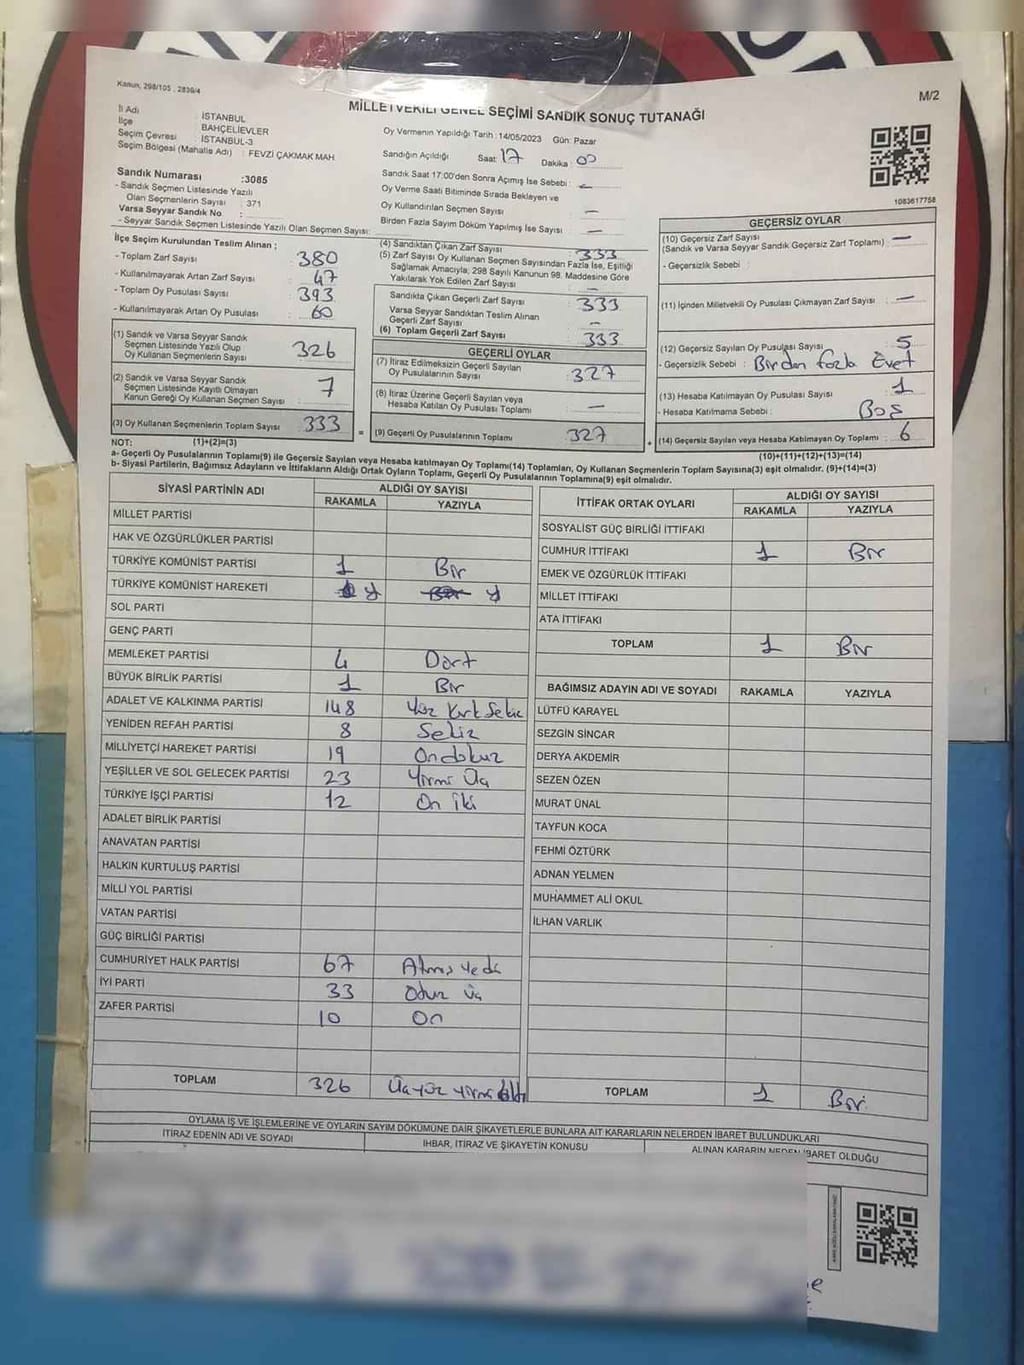 Kanun, 298/105 , 2839/4
M/2
MİLLETVEKİLİ GENEL SEÇİMİ SANDIK SONUÇ TUTANAĞI
İl Adı : İSTANBUL
İlçe BAHÇELİEVLER
Seçim Çevresi İSTANBUL-3
Seçim Bölgesi (Mahalle Adı) : FEVZİ ÇAKMAK MAH
Sandık Numarası :3085
- Sandık Seçmen Listesinde Yazılı
Olan Seçmenlerin Sayısı : 371
Varsa Seyyar Sandık No :
- Seyyar Sandık Seçmen Listesinde Yazılı Olan Seçmen Sayısı:
Oy Vermenin Yapıldığı Tarih : 14/05/2023 Gün: Pazar
Sandığın Açıldığı Saat : 17 Dakika : 00
Sandık Saat 17:00'den Sonra Açımış İse Sebebi : -
Oy Verme Saati Bitiminde Sırada Bekleyen ve
Oy Kullandırılan Seçmen Sayısı -
Birden Fazla Sayım Döküm Yapılmış İse Sayısı -
1083617758
İlçe Seçim Kurulundan Teslim Alınan ;
- Toplam Zarf Sayısı : 380
- Kullanılmayarak Artan Zarf Sayısı : 47
- Toplam Oy Pusulası Sayısı : 393
- Kullanılmayarak Artan Oy Pusulası : 60
(1) Sandık ve Varsa Seyyar Sandık
Seçmen Listesinde Yazılı Olup
Oy Kullanan Seçmenlerin Sayısı 326
(2) Sandık ve Varsa Seyyar Sandık
Seçmen Listesinde Kayıtlı Olmayan
Kanun Gereği Oy Kullanan Seçmen Sayısı : 7
(3) Oy Kullanan Seçmenlerin Toplam Sayısı : 333
(4) Sandıktan Çıkan Zarf Sayısı : 333
(5) Zarf Sayısı Oy Kullanan Seçmen Sayısından Fazla İse, Eşitliği
Sağlamak Amacıyla, 298 Sayılı Kanunun 98. Maddesine Göre
Yakılarak Yok Edilen Zarf Sayısı : -
Sandıkta Çıkan Geçerli Zarf Sayısı : 333
Varsa Seyyar Sandıktan Teslim Alınan
Geçerli Zarf Sayısı : -
(6) Toplam Geçerli Zarf Sayısı : 333
GEÇERLİ OYLAR
(7) İtiraz Edilmeksizin Geçerli Sayılan
Oy Pusulalarının Sayısı : 327
(8) İtiraz Üzerine Geçerli Sayılan veya
Hesaba Katılan Oy Pusulası Toplamı : -
= (9) Geçerli Oy Pusulalarının Toplamı 327
GEÇERSİZ OYLAR
(10) Geçersiz Zarf Sayısı
(Sandık ve Varsa Seyyar Sandık Geçersiz Zarf Toplamı) : -
- Geçersizlik Sebebi :
(11) İçinden Milletvekili Oy Pusulası Çıkmayan Zarf Sayısı : -
(12) Geçersiz Sayılan Oy Pusulası Sayısı : 5
- Geçersizlik Sebebi : Birden fazla Evet
(13) Hesaba Katılmayan Oy Pusulası Sayısı : 1
- Hesaba Katılmama Sebebi : Boş
+ (14) Geçersiz Sayılan veya Hesaba Katılmayan Oy Toplamı : 6
NOT: (1)+(2)=(3)
(10)+(11)+(12)+(13)=(14)
a- Geçerli Oy Pusulalarının Toplamı(9) ile Geçersiz Sayılan veya Hesaba katılmayan Oy Toplamı(14) Toplamları, Oy Kullanan Seçmenlerin Toplam Sayısına(3) eşit olmalıdır. (9)+(14)=(3)
b- Siyasi Partilerin, Bağımsız Adayların ve İttifakların Aldığı Ortak Oyların Toplamı, Geçerli Oy Pusulalarının Toplamına(9) eşit olmalıdır.
SİYASİ PARTİNİN ADI ALDIĞI OY SAYISI
RAKAMLA YAZIYLA
MİLLET PARTİSİ
HAK VE ÖZGÜRLÜKLER PARTİSİ
TÜRKİYE KOMÜNİST PARTİSİ 1 Bir
TÜRKİYE KOMÜNİST HAREKETİ
SOL PARTİ
GENÇ PARTİ
MEMLEKET PARTİSİ 4 Dört
BÜYÜK BİRLİK PARTİSİ 1 Bir
ADALET VE KALKINMA PARTİSİ 148 Yüz Kırk Sekiz
YENİDEN REFAH PARTİSİ 8 Sekiz
MİLLİYETÇİ HAREKET PARTİSİ 19 Ondokuz
YEŞİLLER VE SOL GELECEK PARTİSİ 23 Yirmi Üç
TÜRKİYE İŞÇİ PARTİSİ 12 On iki
ADALET BİRLİK PARTİSİ
ANAVATAN PARTİSİ
HALKIN KURTULUŞ PARTİSİ
MİLLİ YOL PARTİSİ
VATAN PARTİSİ
GÜÇ BİRLİĞİ PARTİSİ
CUMHURİYET HALK PARTİSİ 67 Atmış Yedi
İYİ PARTİ 33 Otuz üç
ZAFER PARTİSİ 10 On
TOPLAM 326 Üçyüz yirmi altı
İTTİFAK ORTAK OYLARI ALDIĞI OY SAYISI
RAKAMLA YAZIYLA
SOSYALİST GÜÇ BİRLİĞİ İTTİFAKI
CUMHUR İTTİFAKI 1 Bir
EMEK VE ÖZGÜRLÜK İTTİFAKI
MİLLET İTTİFAKI
ATA İTTİFAKI
TOPLAM 1 Bir
BAĞIMSIZ ADAYIN ADI VE SOYADI RAKAMLA YAZIYLA
LÜTFÜ KARAYEL
SEZGİN SİNCAR
DERYA AKDEMİR
SEZEN ÖZEN
MURAT ÜNAL
TAYFUN KOCA
FEHMİ ÖZTÜRK
ADNAN YELMEN
MUHAMMET ALİ OKUL
İLHAN VARLIK
TOPLAM 1 Bir
OYLAMA İŞ VE İŞLEMLERİNE VE OYLARIN SAYIM DÖKÜMÜNE DAİR ŞİKAYETLERLE BUNLARA AİT KARARLARIN NELERDEN İBARET BULUNDUKLARI
İTİRAZ EDENİN ADI VE SOYADI İHBAR, İTİRAZ VE ŞİKAYETİN KONUSU ALINAN KARARIN NEDEN İBARET OLDUĞU